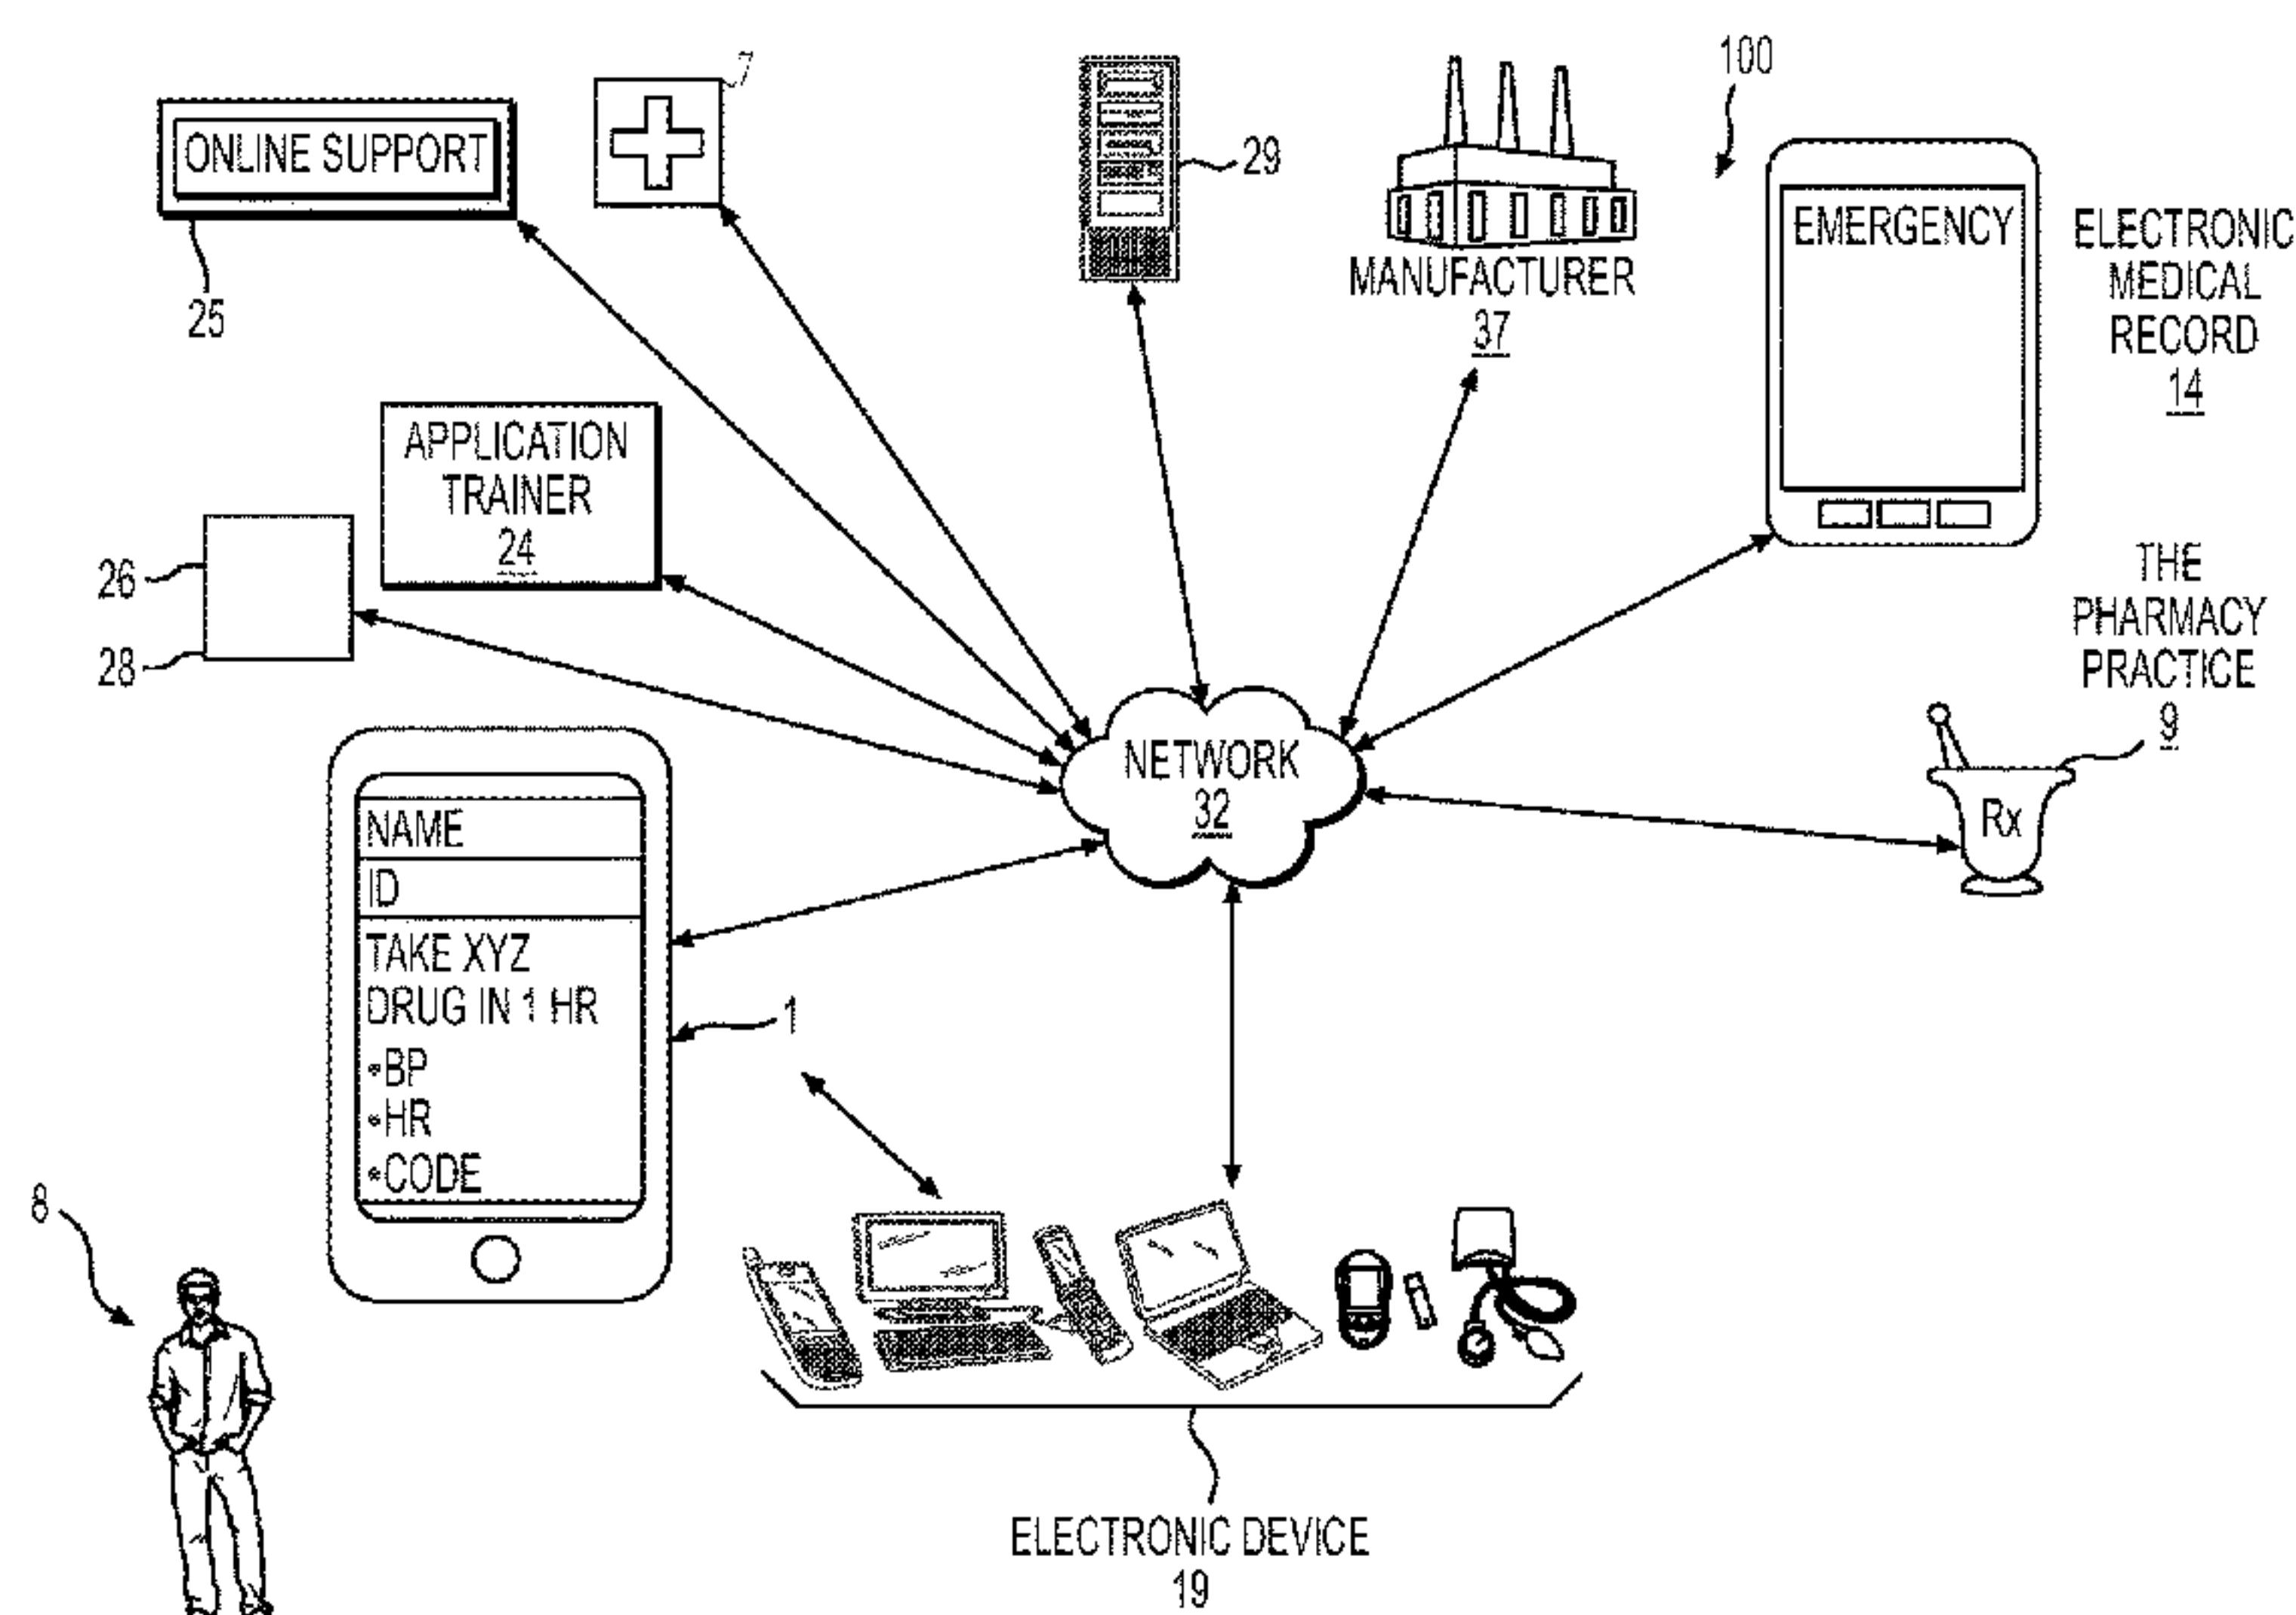 100
7
ONLINE SUPPORT
25
29
MANUFACTURER
37
EMERGENCY
ELECTRONIC
MEDICAL
RECORD
14
APPLICATION
TRAINER
24
26
28
THE
PHARMACY
PRACTICE
9
Rx
NETWORK
32
NAME
ID
TAKE XYZ
DRUG IN 1 HR
•BP
•HR
•CODE
1
8
ELECTRONIC DEVICE
19